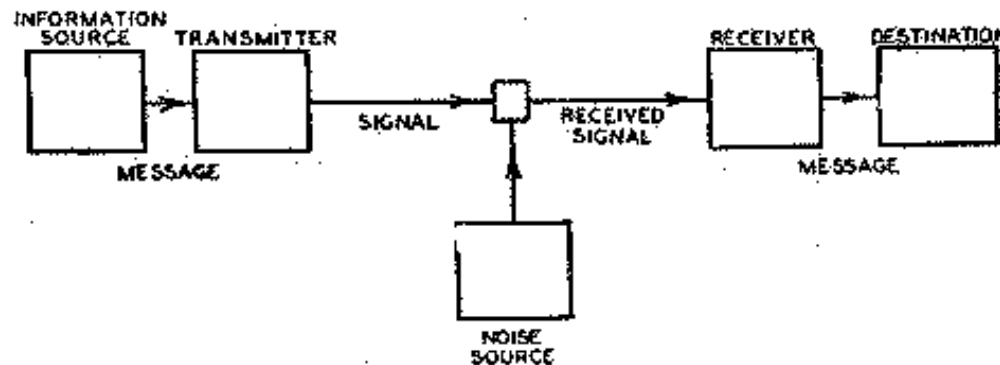 INFORMATION
SOURCE
TRANSMITTER
RECEIVER
DESTINATION
SIGNAL
RECEIVED
SIGNAL
MESSAGE
MESSAGE
NOISE
SOURCE